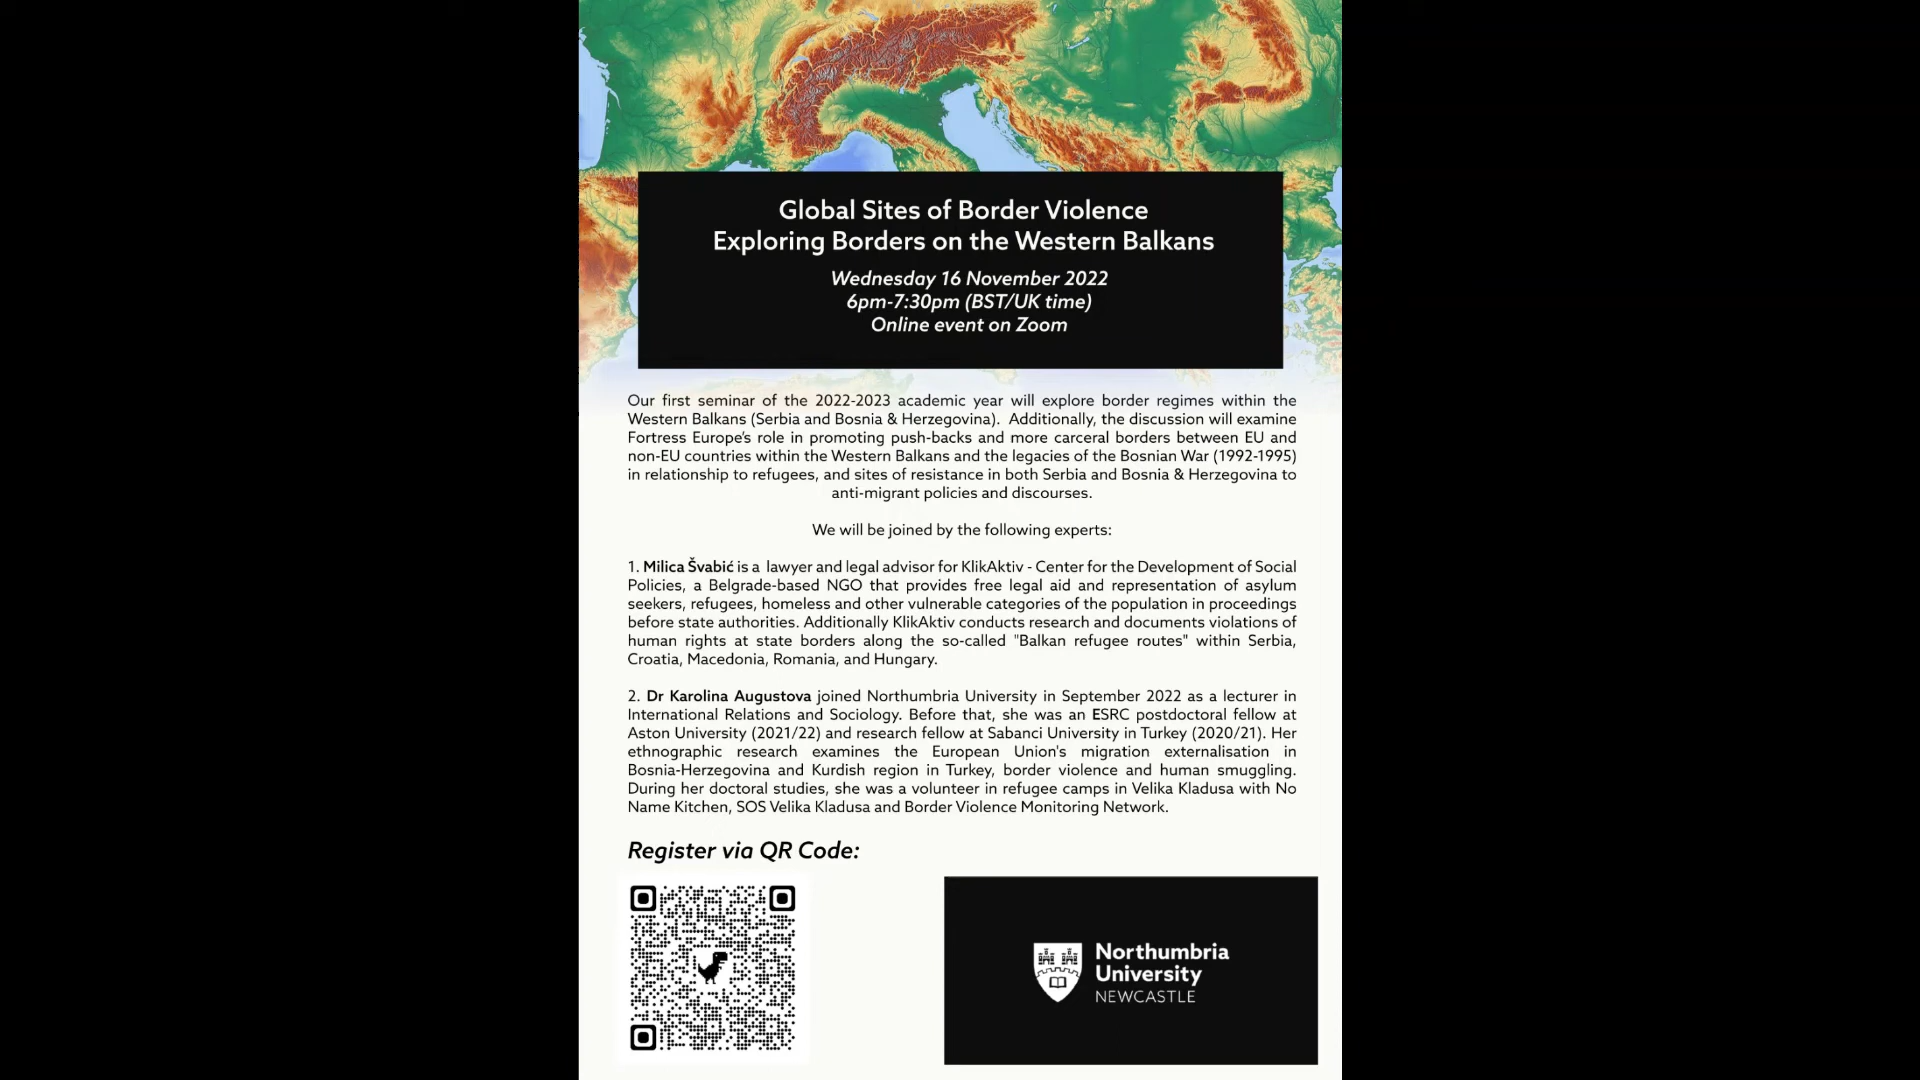 Global Sites of Border Violence
Exploring Borders on the Western Balkans
Wednesday 16 November 2022
6pm-7:30pm (BST/UK time)
Online event on Zoom
Our first seminar of the 2022-2023 academic year will explore border regimes within the
Western Balkans (Serbia and Bosnia & Herzegovina). Additionally, the discussion will examine
Fortress Europe's role in promoting push-backs and more carceral borders between EU and
non-EU countries within the Western Balkans and the legacies of the Bosnian War (1992-1995)
in relationship to refugees, and sites of resistance in both Serbia and Bosnia & Herzegovina to
anti-migrant policies and discourses.
We will be joined by the following experts:
1. Milica Švabić is a lawyer and legal advisor for KlikAktiv - Center for the Development of Social
Policies, a Belgrade-based NGO that provides free legal aid and representation of asylum
seekers, refugees, homeless and other vulnerable categories of the population in proceedings
before state authorities. Additionally KlikAktiv conducts research and documents violations of
human rights at state borders along the so-called "Balkan refugee routes" within Serbia,
Croatia, Macedonia, Romania, and Hungary.
2. Dr Karolina Augustova joined Northumbria University in September 2022 as a lecturer in
International Relations and Sociology. Before that, she was an ESRC postdoctoral fellow at
Aston University (2021/22) and research fellow at Sabanci University in Turkey (2020/21). Her
ethnographic research examines the European Union's migration externalisation in
Bosnia-Herzegovina and Kurdish region in Turkey, border violence and human smuggling.
During her doctoral studies, she was a volunteer in refugee camps in Velika Kladusa with No
Name Kitchen, SOS Velika Kladusa and Border Violence Monitoring Network.
Register via QR Code:
Northumbria
University
NEWCASTLE